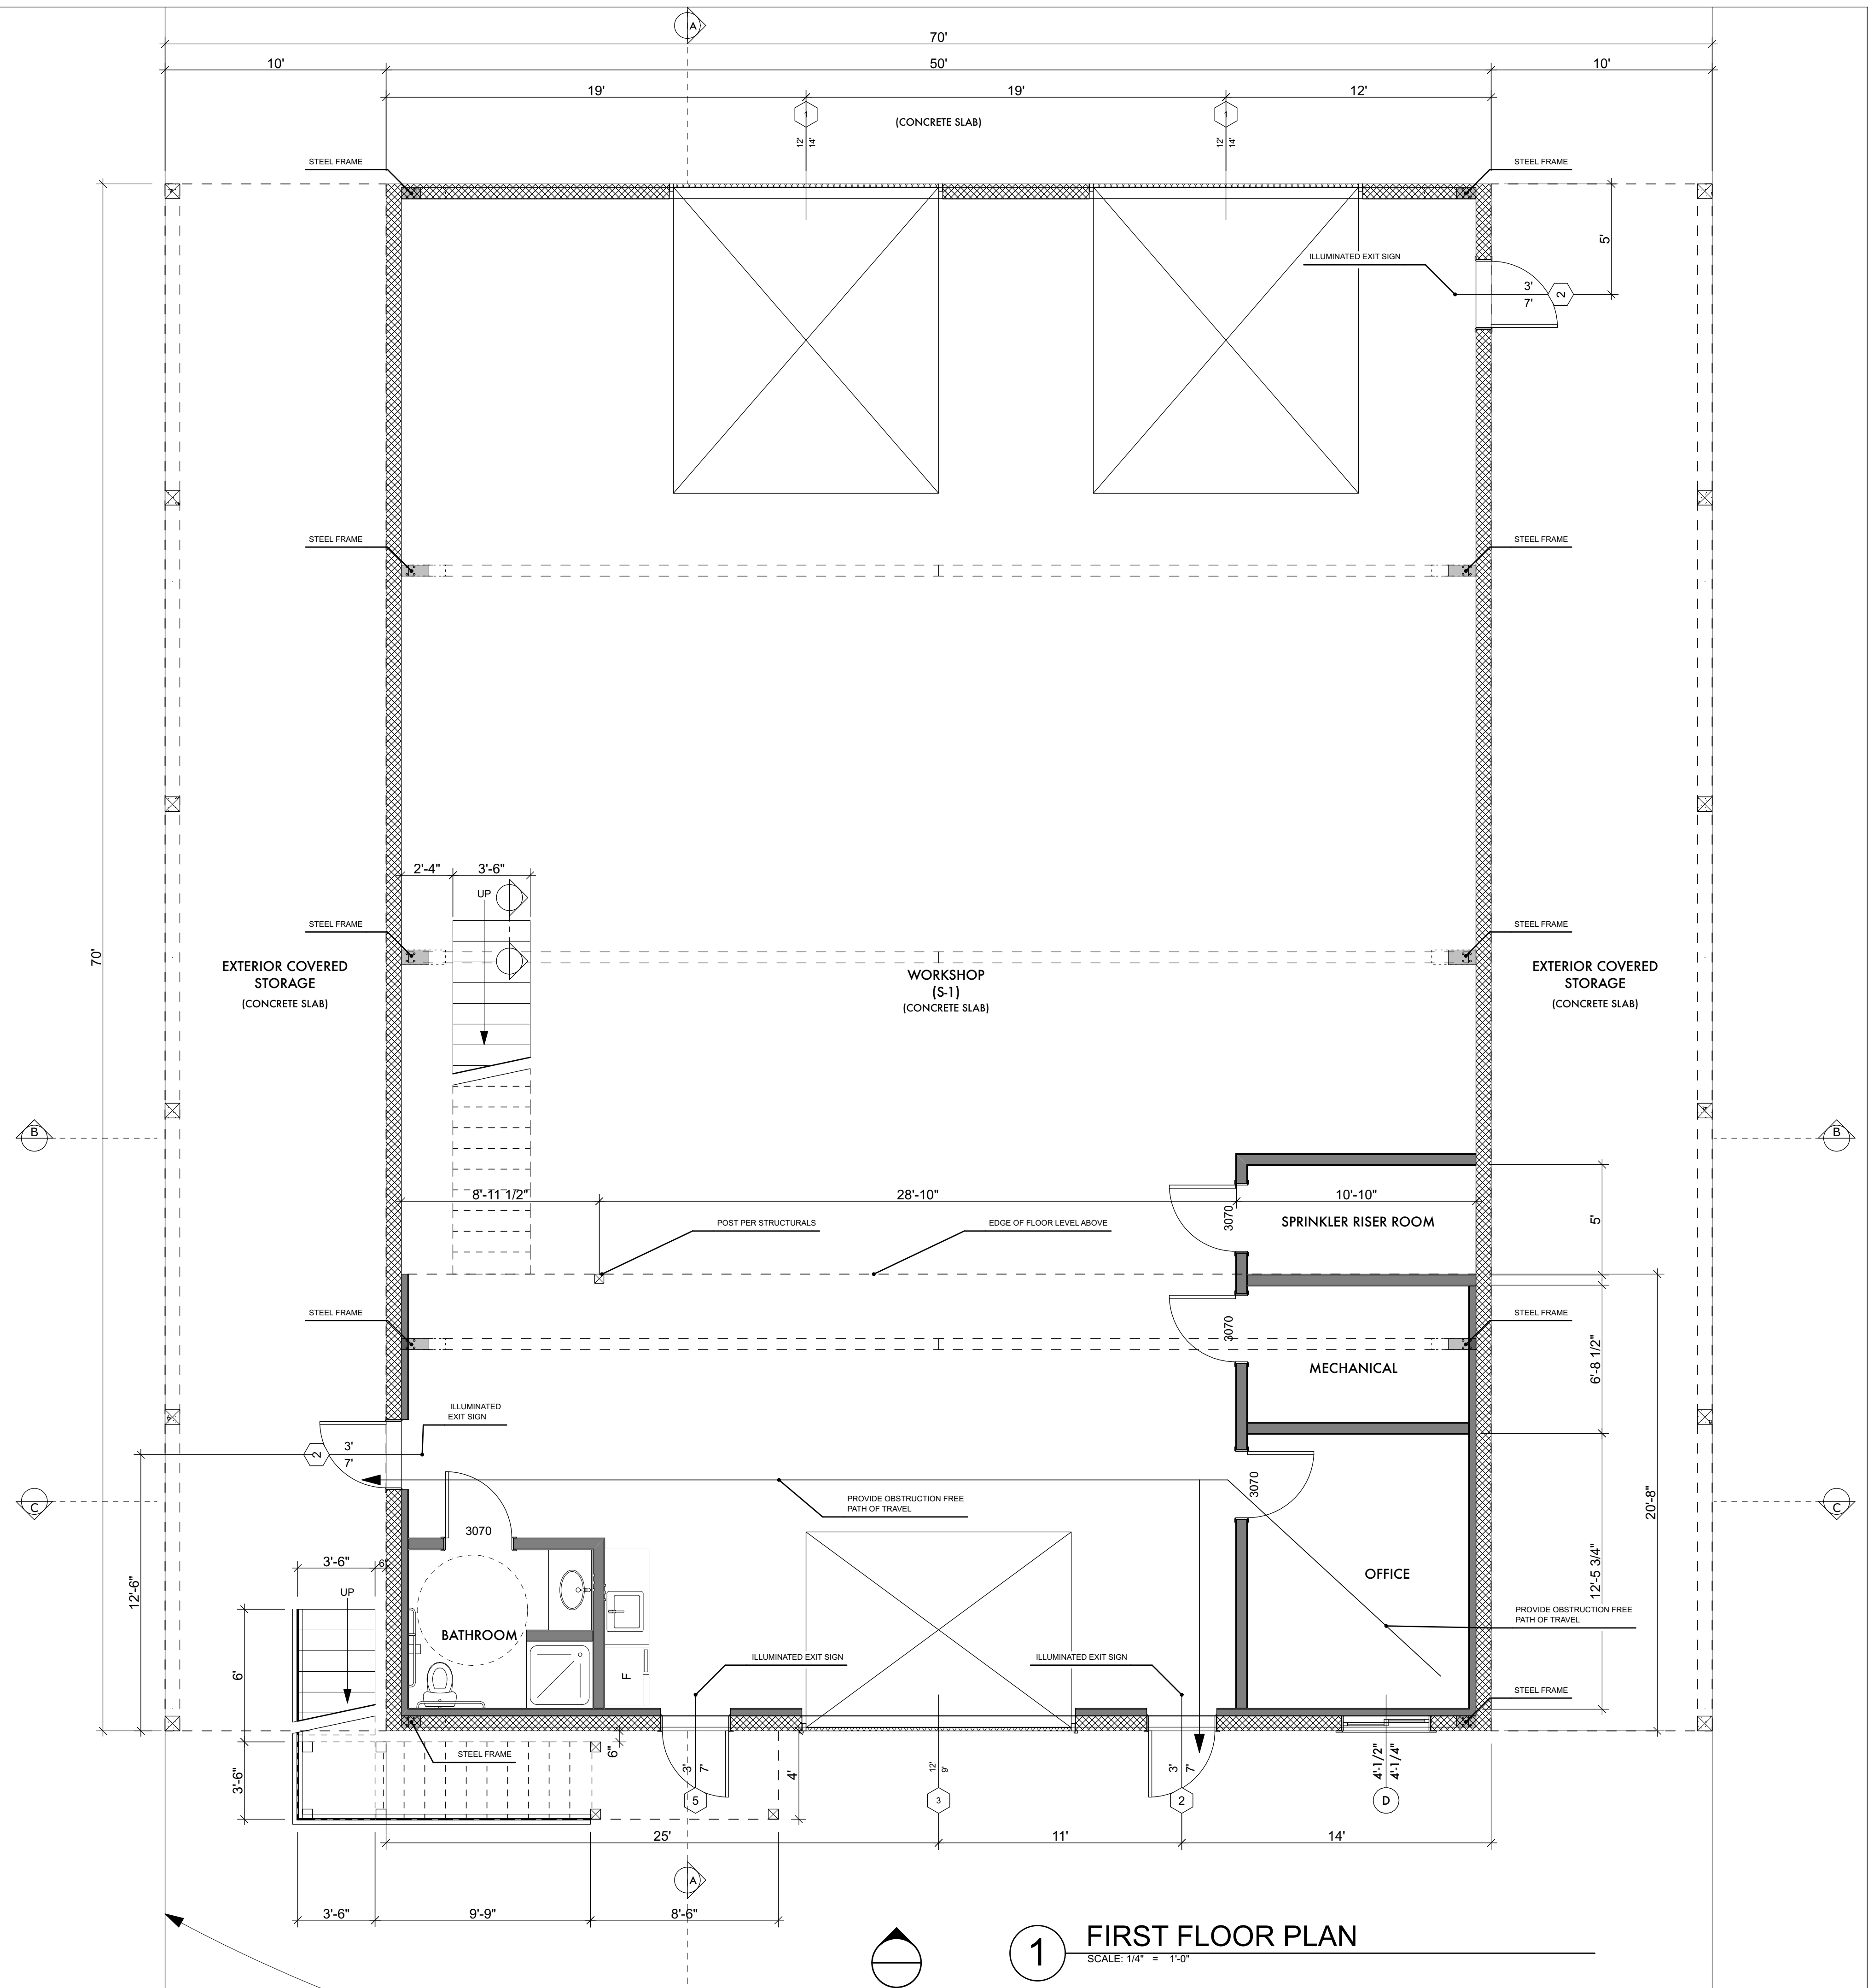 A
70'
10'
50'
10'
19'
19'
12'
1
1
(CONCRETE SLAB)
12'
14'
12'
14'
STEEL FRAME
STEEL FRAME
5'
ILLUMINATED EXIT SIGN
3'
7'
2
STEEL FRAME
STEEL FRAME
2'-4"
3'-6"
UP
STEEL FRAME
STEEL FRAME
70'
EXTERIOR COVERED
STORAGE
(CONCRETE SLAB)
WORKSHOP
(S-1)
(CONCRETE SLAB)
EXTERIOR COVERED
STORAGE
(CONCRETE SLAB)
B
B
8'-11 1/2"
28'-10"
10'-10"
POST PER STRUCTURALS
EDGE OF FLOOR LEVEL ABOVE
3070
SPRINKLER RISER ROOM
5'
STEEL FRAME
STEEL FRAME
3070
MECHANICAL
6'-8 1/2"
ILLUMINATED
EXIT SIGN
2
3'
7'
C
C
3070
PROVIDE OBSTRUCTION FREE
PATH OF TRAVEL
3070
20'-8"
12'-6"
3'-6"
6"
UP
OFFICE
12'-5 3/4"
PROVIDE OBSTRUCTION FREE
PATH OF TRAVEL
BATHROOM
6'
F
ILLUMINATED EXIT SIGN
ILLUMINATED EXIT SIGN
STEEL FRAME
STEEL FRAME
3'-6"
6"
3'
7'
4'
12'
9'
3'
7'
4'-1/2"
4'-1/4"
5
3
2
D
25'
11'
14'
A
3'-6"
9'-9"
8'-6"
1
FIRST FLOOR PLAN
SCALE: 1/4" = 1'-0"